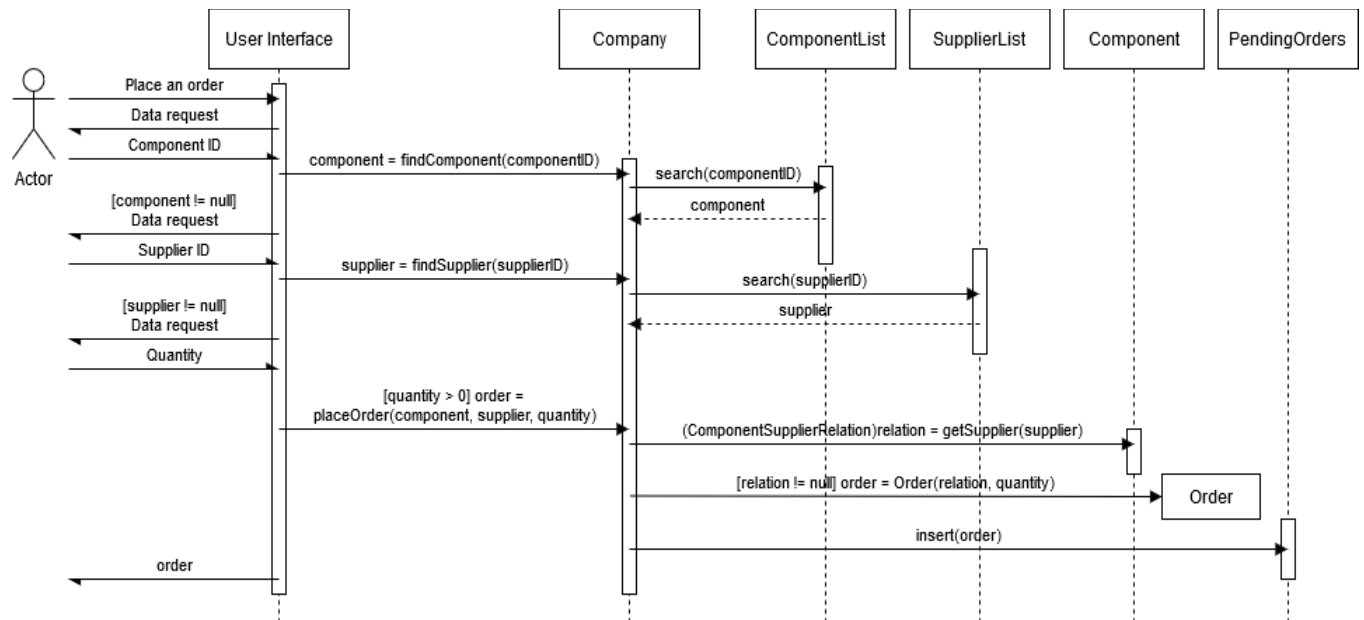 User Interface
Company
ComponentList
SupplierList
Component
PendingOrders
Actor
Place an order
Data request
Component ID
component = findComponent(componentID)
search(componentID)
component
[component != null]
Data request
Supplier ID
supplier = findSupplier(supplierID)
search(supplierID)
supplier
[supplier != null]
Data request
Quantity
[quantity > 0] order =
placeOrder(component, supplier, quantity)
(ComponentSupplierRelation)relation = getSupplier(supplier)
[relation != null] order = Order(relation, quantity)
Order
insert(order)
order